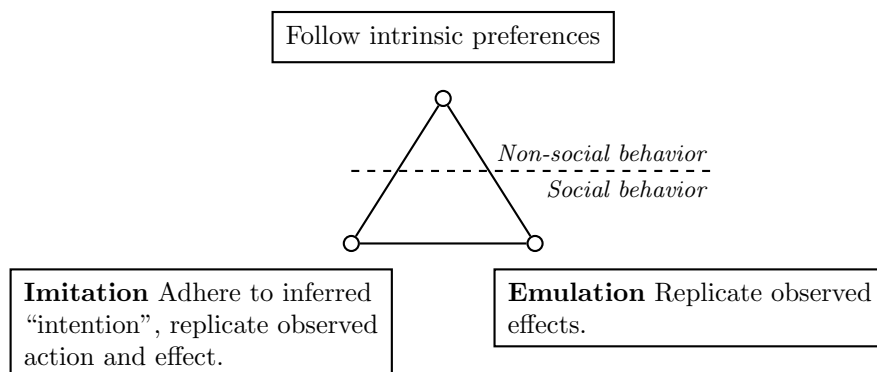 Follow intrinsic preferences
Non-social behavior
Social behavior
Imitation Adhere to inferred
“intention”, replicate observed
action and effect.
Emulation Replicate observed
effects.